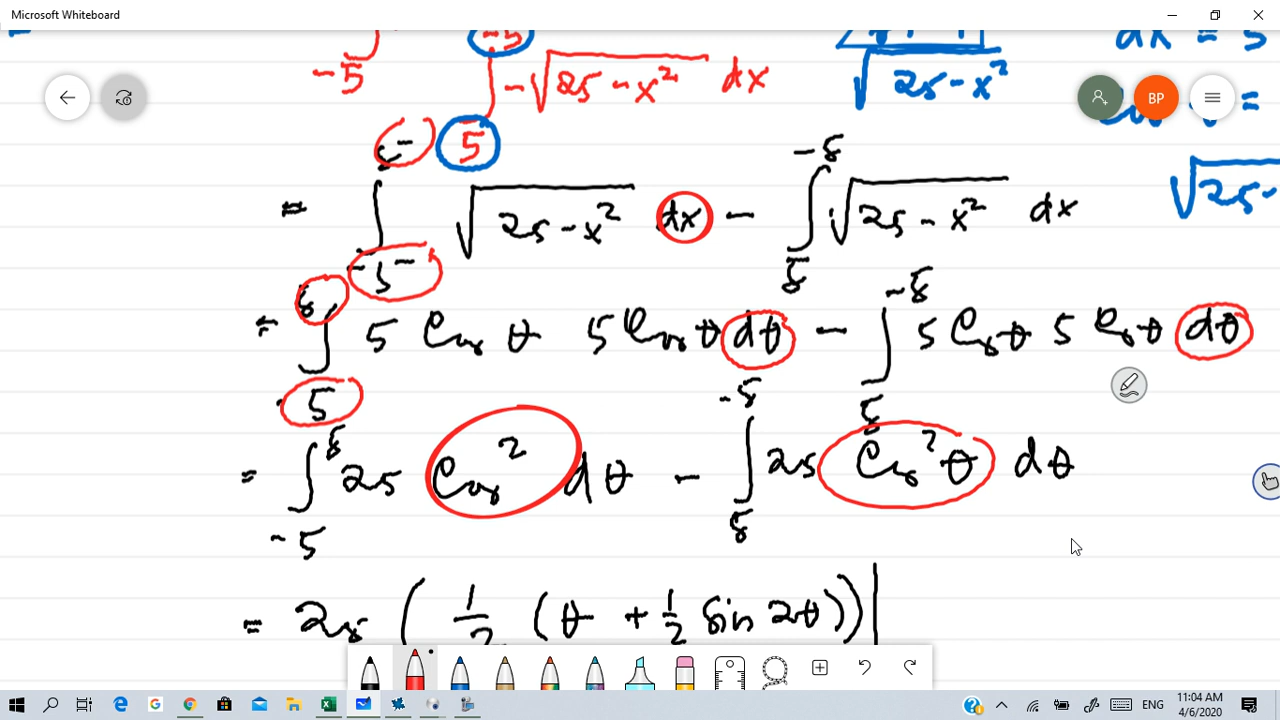 Microsoft Whiteboard
-5 -5 dx = 5
-√25-x² dx √25-x²
BP
5 =
= ∫ √25-x² dx - ∫ √25-x² dx √25-
-5 5 -5 5
= ∫ 5 Cos θ 5 Cos θ dθ - ∫ 5 Cos θ 5 Cos θ dθ
5 5 -5 5
= ∫ 25 Cos² dθ - ∫ 25 Cos² θ dθ
-5 5 -5 5
= 25 ( 1/2 (θ + 1/2 sin 2θ))|
ENG
11:04 AM
4/6/2020